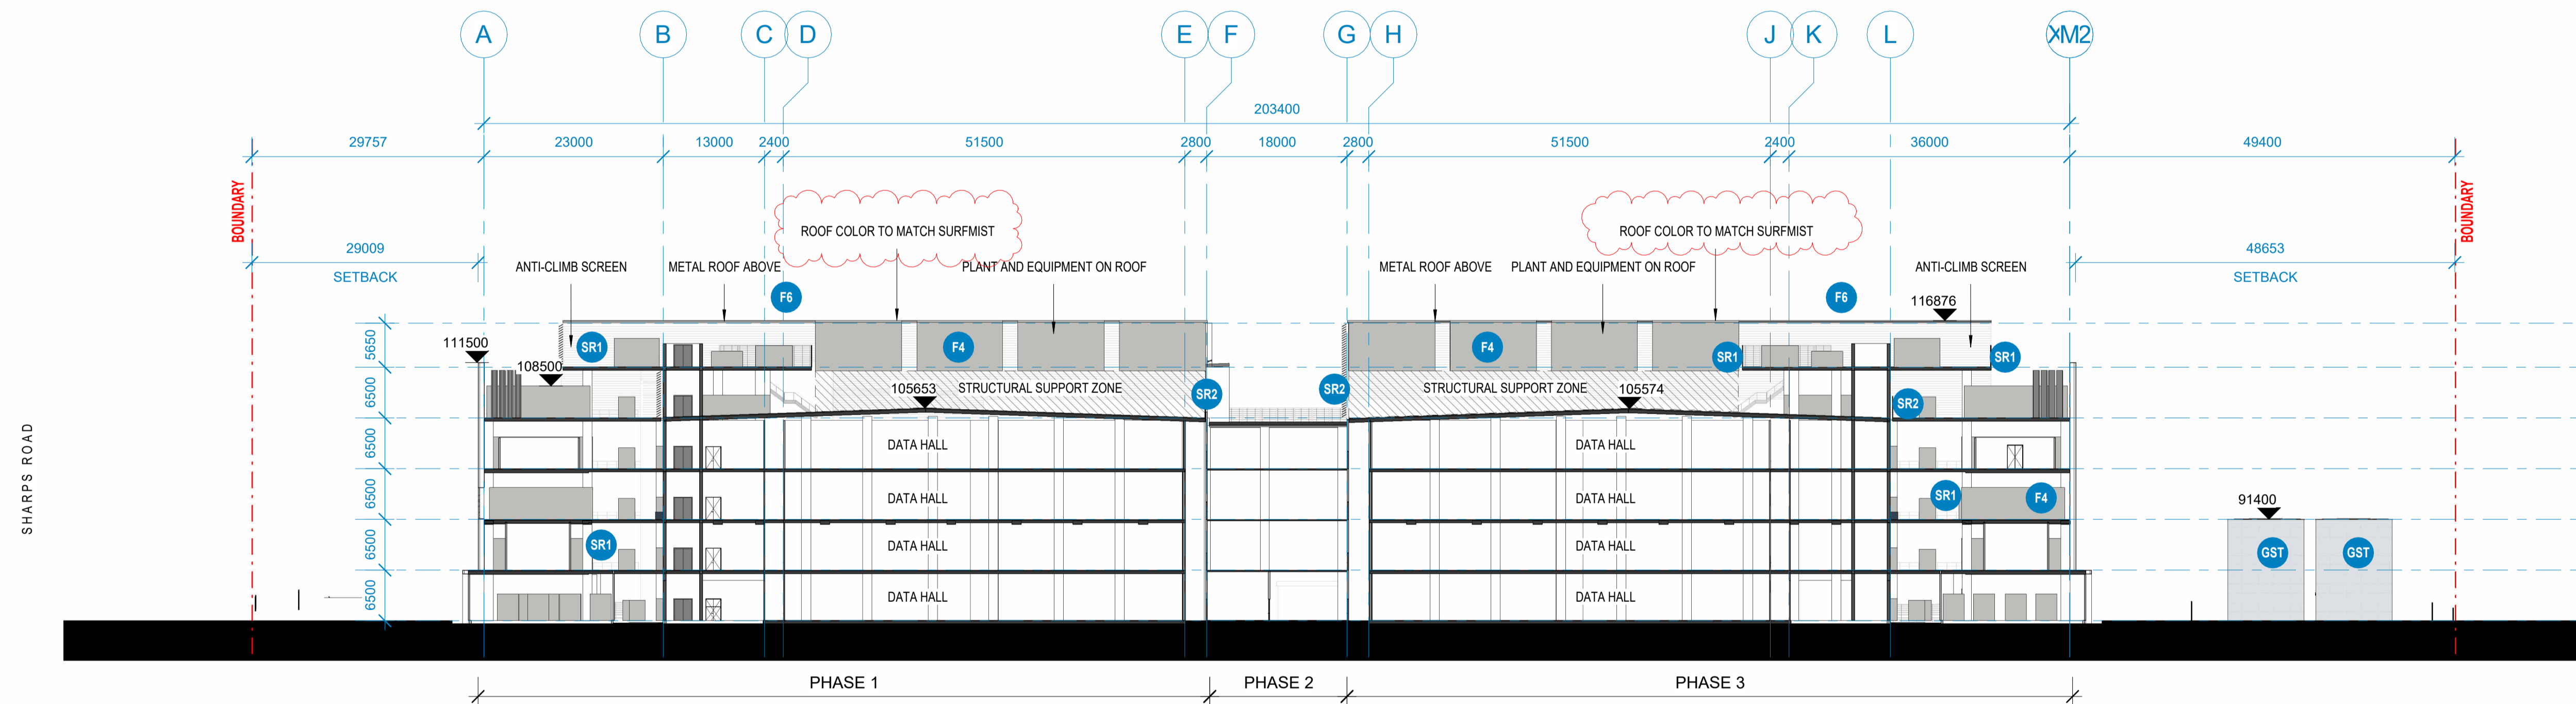 A B C D E F G H J K L XM2
203400
29757 23000 13000 2400 51500 2800 18000 2800 51500 2400 36000 49400
BOUNDARY
BOUNDARY
ROOF COLOR TO MATCH SURFMIST
ROOF COLOR TO MATCH SURFMIST
29009
SETBACK
48653
SETBACK
ANTI-CLIMB SCREEN
METAL ROOF ABOVE
PLANT AND EQUIPMENT ON ROOF
METAL ROOF ABOVE
PLANT AND EQUIPMENT ON ROOF
ANTI-CLIMB SCREEN
F6
F6
116876
5650
111500
SR1
F4
F4
SR1
SR1
108500
6500
105653
STRUCTURAL SUPPORT ZONE
SR2
SR2
STRUCTURAL SUPPORT ZONE
105574
SR2
6500
DATA HALL
DATA HALL
6500
DATA HALL
DATA HALL
SR1
F4
91400
SHARPS ROAD
6500
SR1
DATA HALL
DATA HALL
GST
GST
6500
DATA HALL
DATA HALL
PHASE 1
PHASE 2
PHASE 3